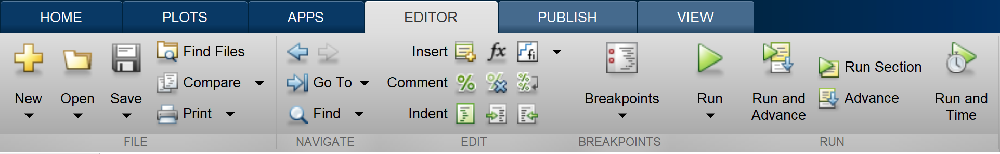 HOME
PLOTS
APPS
EDITOR
PUBLISH
VIEW
New
Open
Save
Find Files
Compare
Print
FILE
Go To
Find
NAVIGATE
Insert fx fi
Comment % % %%
Indent
EDIT
Breakpoints
BREAKPOINTS
Run
Run and
Advance
Run Section
Advance
Run and
Time
RUN